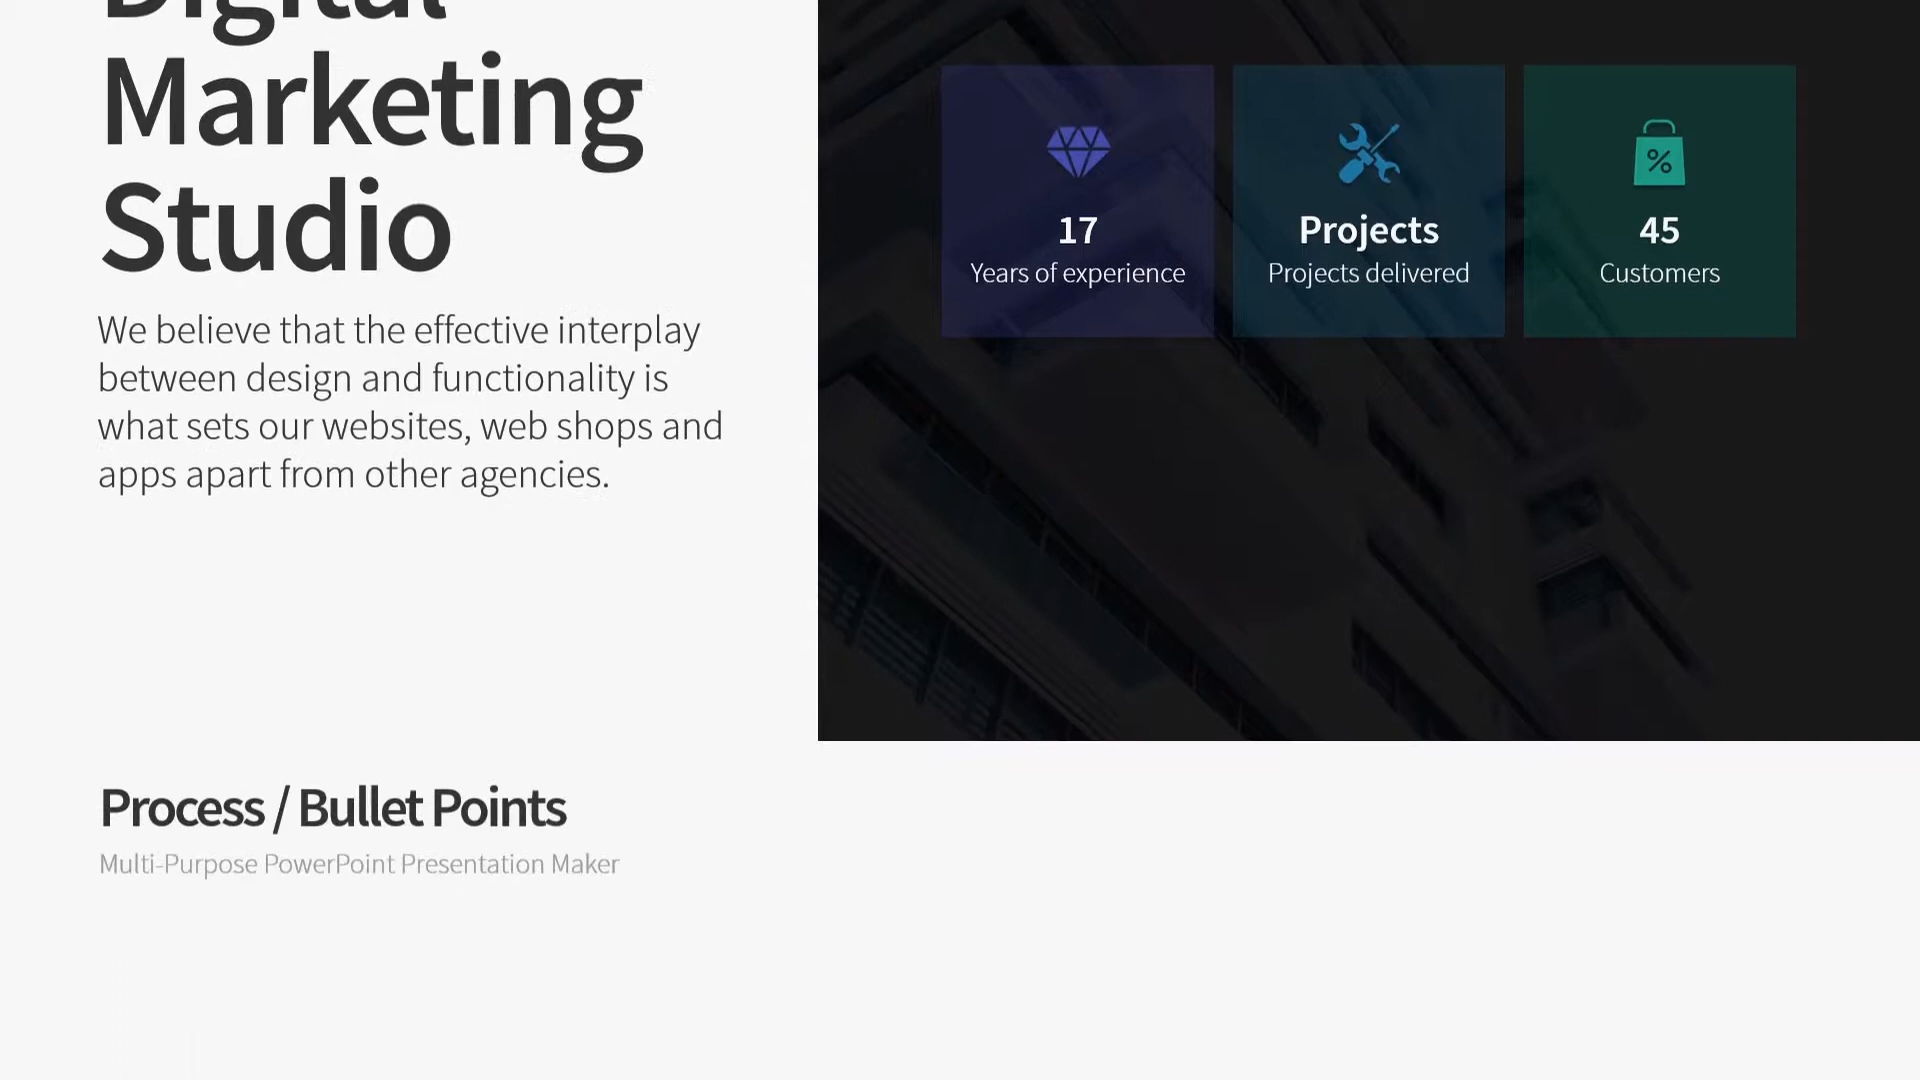 Digital
Marketing
Studio
We believe that the effective interplay
between design and functionality is
what sets our websites, web shops and
apps apart from other agencies.
17
Years of experience
Projects
Projects delivered
45
Customers
Process / Bullet Points
Multi-Purpose PowerPoint Presentation Maker